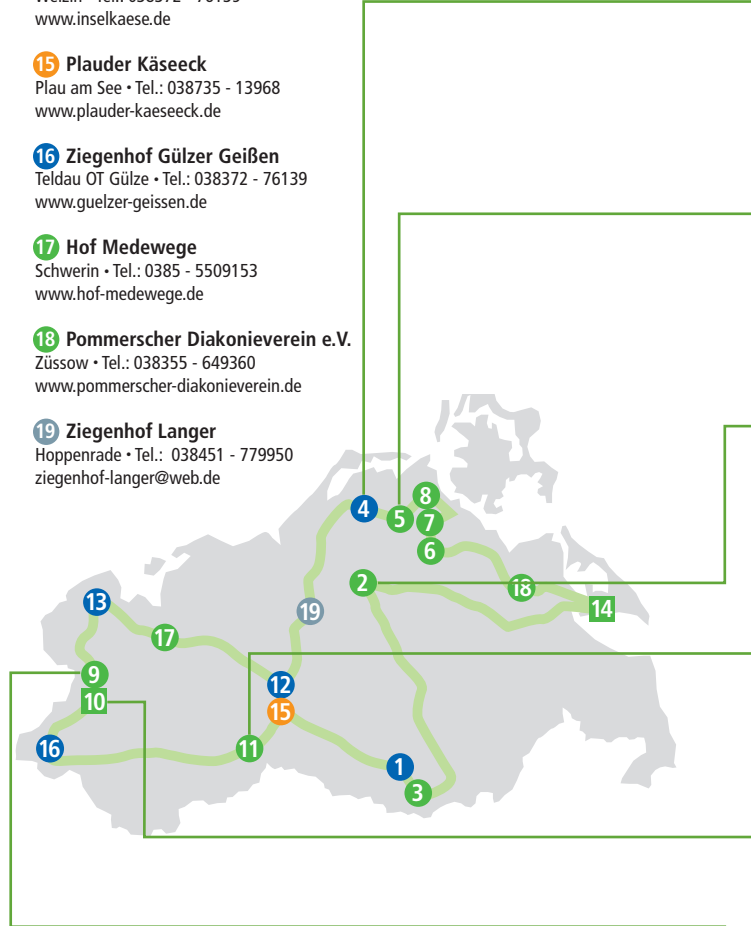 www.inselkaese.de
15 Plauder Käseeck
Plau am See • Tel.: 038735 - 13968
www.plauder-kaeseeck.de
16 Ziegenhof Gülzer Geißen
Teldau OT Gülze • Tel.: 038372 - 76139
www.guelzer-geissen.de
17 Hof Medewege
Schwerin • Tel.: 0385 - 5509153
www.hof-medewege.de
18 Pommerscher Diakonieverein e.V.
Züssow • Tel.: 038355 - 649360
www.pommerscher-diakonieverein.de
19 Ziegenhof Langer
Hoppenrade • Tel.: 038451 - 779950
ziegenhof-langer@web.de
8
4
5
7
6
2
18
13
19
14
17
9
12
10
15
16
11
1
3